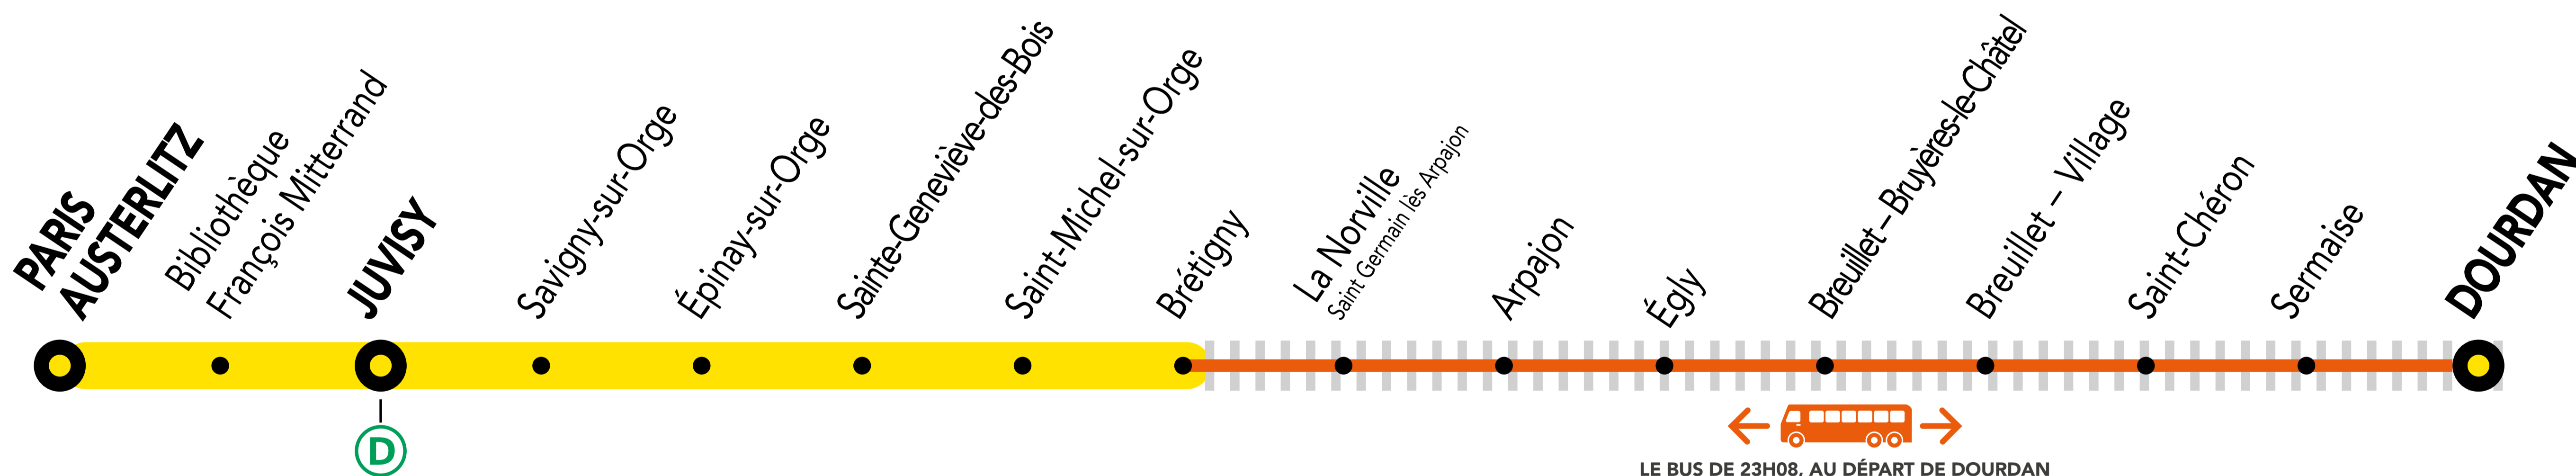 PARIS
AUSTERLITZ
Bibliothèque
François Mitterrand
JUVISY
Savigny-sur-Orge
Épinay-sur-Orge
Sainte-Geneviève-des-Bois
Saint-Michel-sur-Orge
Brétigny
La Norville
Saint Germain lès Arpajon
Arpajon
Égly
Breuillet – Bruyères-le-Châtel
Breuillet – Village
Saint-Chéron
Sermaise
DOURDAN
D
LE BUS DE 23H08, AU DÉPART DE DOURDAN